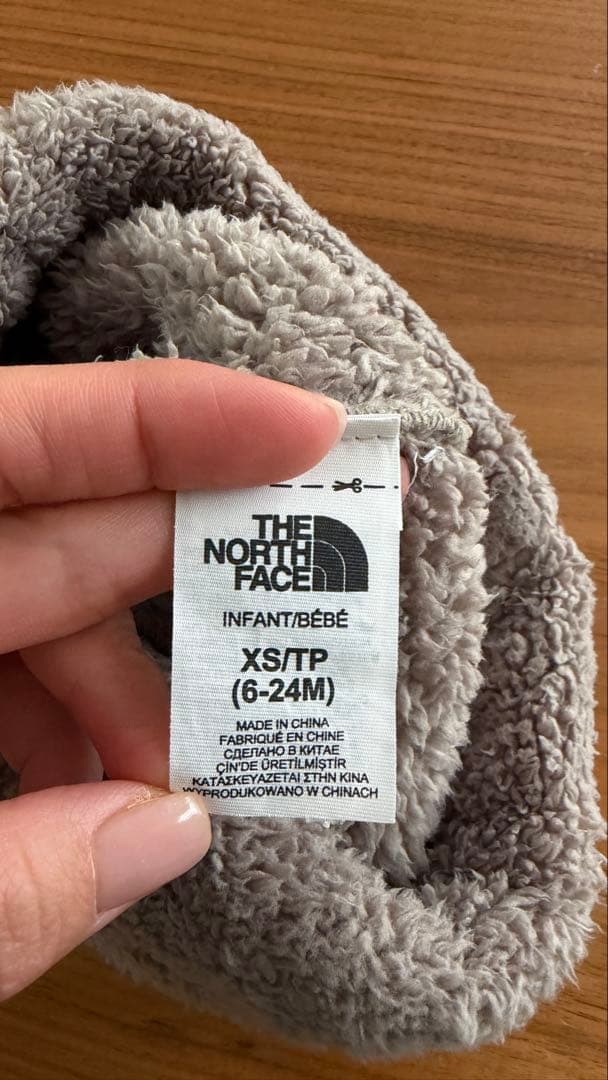 THE
NORTH
FACE
INFANT/BÉBÉ
XS/TP
(6-24M)
MADE IN CHINA
FABRIQUÉ EN CHINE
СДЕЛАНО В КИТАЕ
ÇİN'DE ÜRETİLMİŞTİR
ΚΑΤΑΣΚΕΥΑΖΕΤΑΙ ΣΤΗΝ ΚΙΝΑ
WYPRODUKOWANO W CHINACH